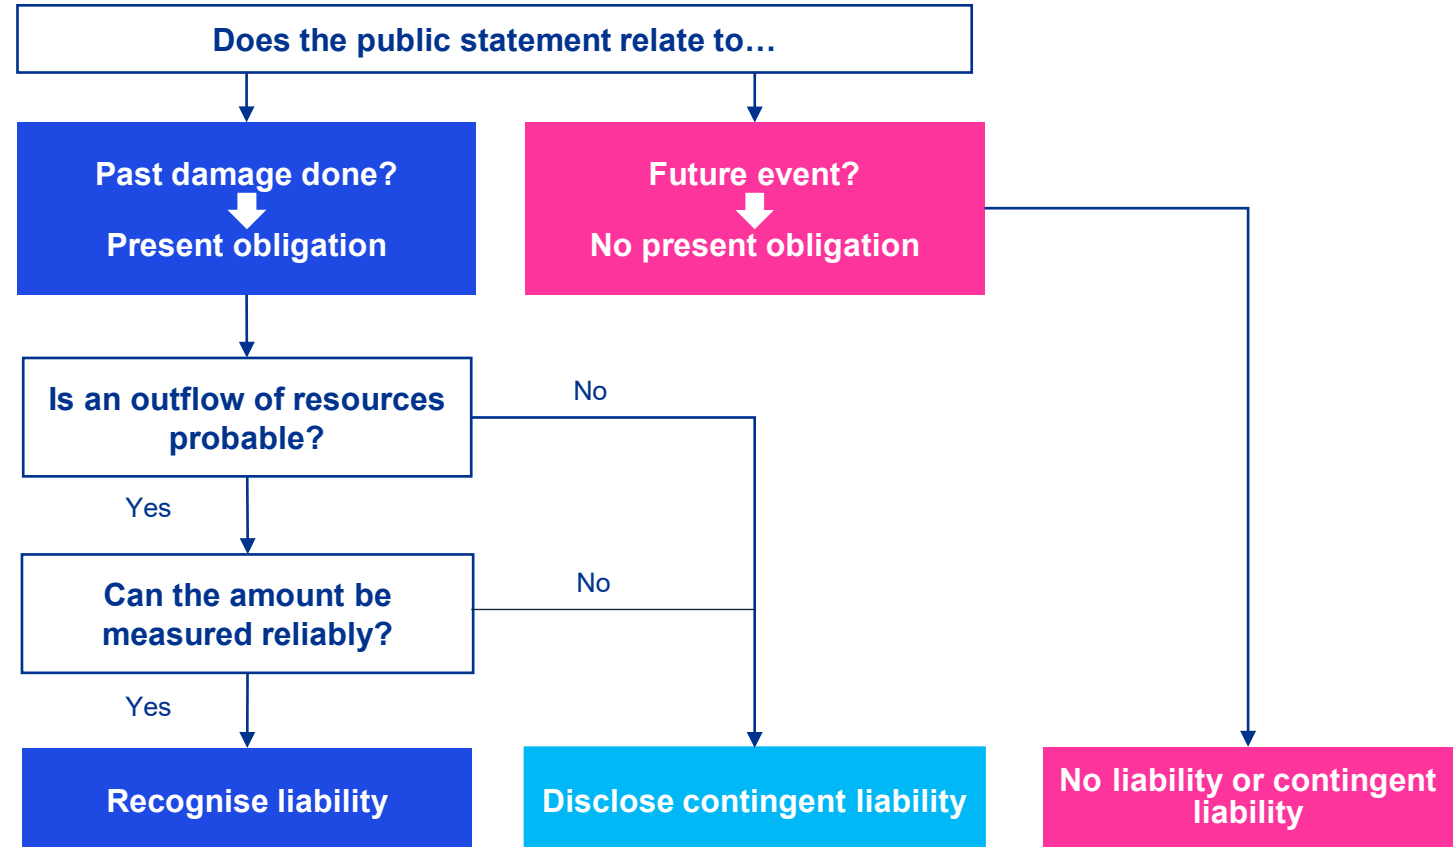 Does the public statement relate to…
Past damage done?
Present obligation
Future event?
No present obligation
Is an outflow of resources
probable?
No
Yes
Can the amount be
measured reliably?
No
Yes
Recognise liability
Disclose contingent liability
No liability or contingent
liability